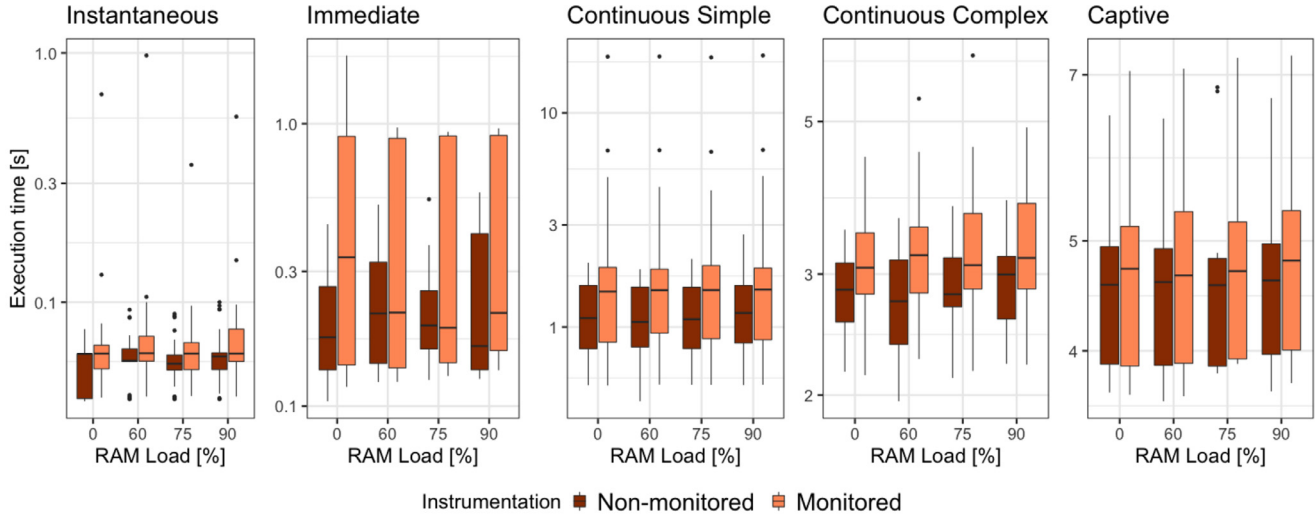 Instantaneous Immediate Continuous Simple Continuous Complex Captive
Execution time [s]
1.0
0.3
0.1
0 60 75 90
RAM Load [%]
1.0
0.3
0.1
0 60 75 90
RAM Load [%]
10
3
1
0 60 75 90
RAM Load [%]
5
3
2
0 60 75 90
RAM Load [%]
7
5
4
0 60 75 90
RAM Load [%]
Instrumentation Non-monitored Monitored